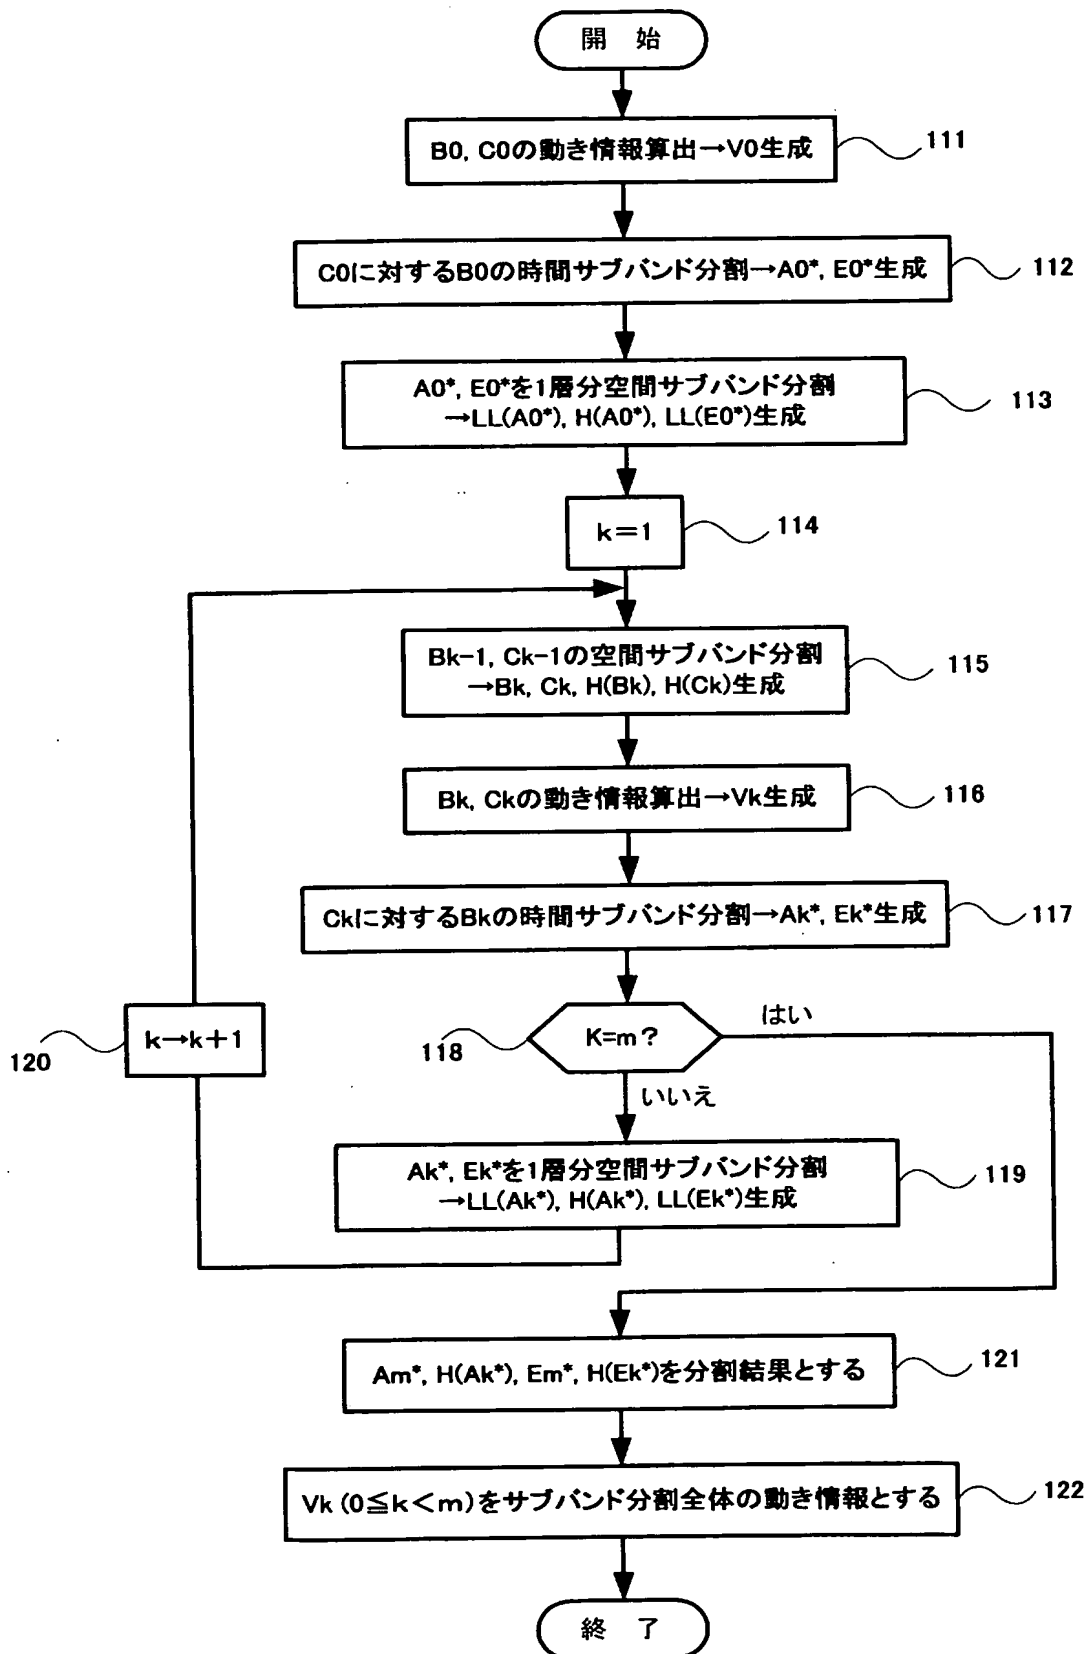 開 始
B0, C0の動き情報算出→V0生成
111
C0に対するB0の時間サブバンド分割→A0*, E0*生成
112
A0*, E0*を1層分空間サブバンド分割
→LL(A0*), H(A0*), LL(E0*)生成
113
k=1
114
Bk-1, Ck-1の空間サブバンド分割
→Bk, Ck, H(Bk), H(Ck)生成
115
Bk, Ckの動き情報算出→Vk生成
116
Ckに対するBkの時間サブバンド分割→Ak*, Ek*生成
117
K=m?
118
はい
いいえ
k→k+1
120
Ak*, Ek*を1層分空間サブバンド分割
→LL(Ak*), H(Ak*), LL(Ek*)生成
119
Am*, H(Ak*), Em*, H(Ek*)を分割結果とする
121
Vk (0≦k<m)をサブバンド分割全体の動き情報とする
122
終 了